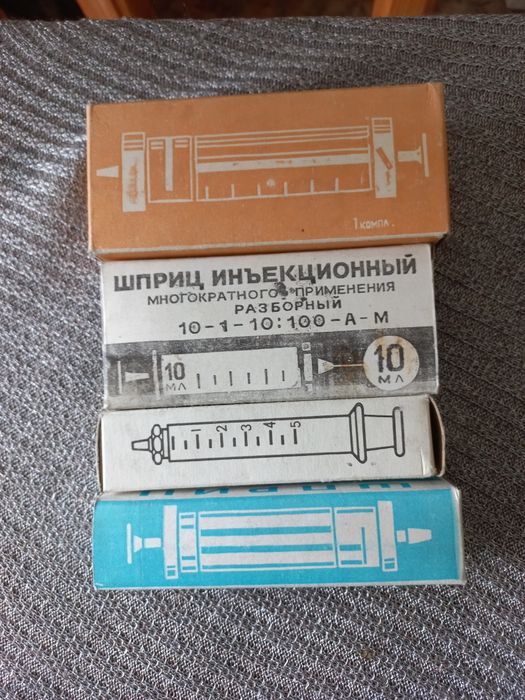 1 компл.
ШПРИЦ ИНЪЕКЦИОННЫЙ
МНОГОКРАТНОГО ПРИМЕНЕНИЯ
РАЗБОРНЫЙ
10-1-10:100-А-М
10 МЛ
10 МЛ
1 2 3 4 5
ШПРИЦ